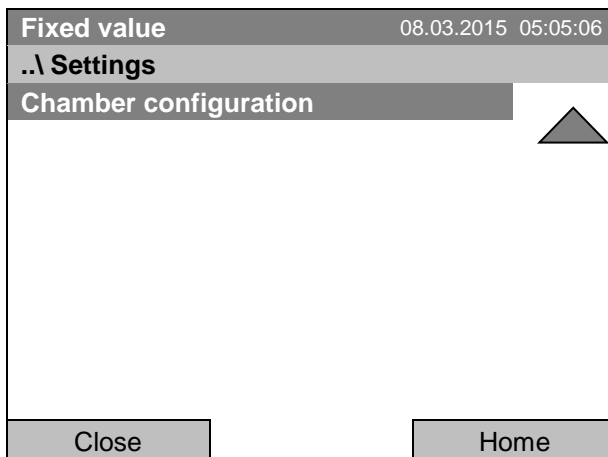 Fixed value 08.03.2015 05:05:06
..\ Settings
Chamber configuration
Close Home